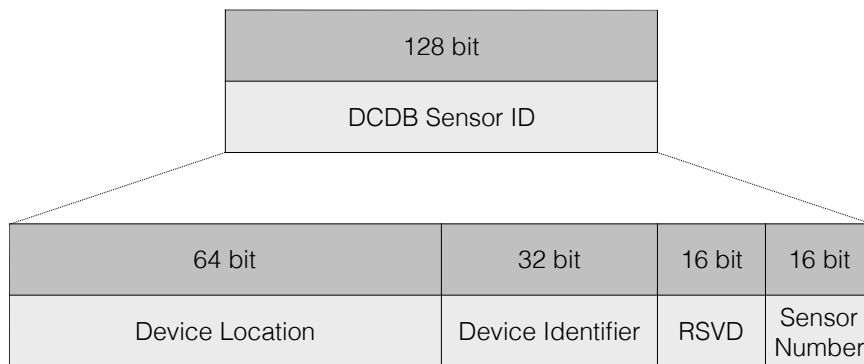 128 bit
DCDB Sensor ID
64 bit
32 bit
16 bit
16 bit
Device Location
Device Identifier
RSVD
Sensor
Number